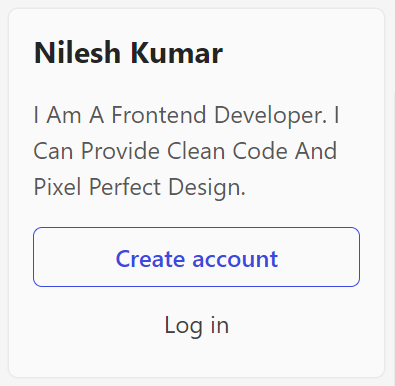 Nilesh Kumar
I Am A Frontend Developer. I
Can Provide Clean Code And
Pixel Perfect Design.
Create account
Log in